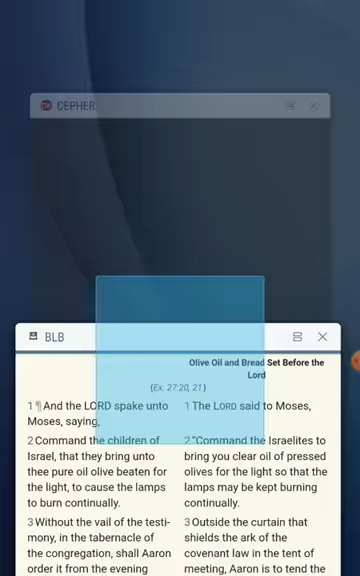 CEPHER
BLB
Olive Oil and Bread Set Before the
Lord
(Ex. 27:20, 21)
1 ¶ And the LORD spake unto
Moses, saying,
2 Command the children of
Israel, that they bring unto
thee pure oil olive beaten for
the light, to cause the lamps
to burn continually.
3 Without the vail of the testi-
mony, in the tabernacle of
the congregation, shall Aaron
order it from the evening
1 The LORD said to Moses,
2 “Command the Israelites to
bring you clear oil of pressed
olives for the light so that the
lamps may be kept burning
continually.
3 Outside the curtain that
shields the ark of the
covenant law in the tent of
meeting, Aaron is to tend the